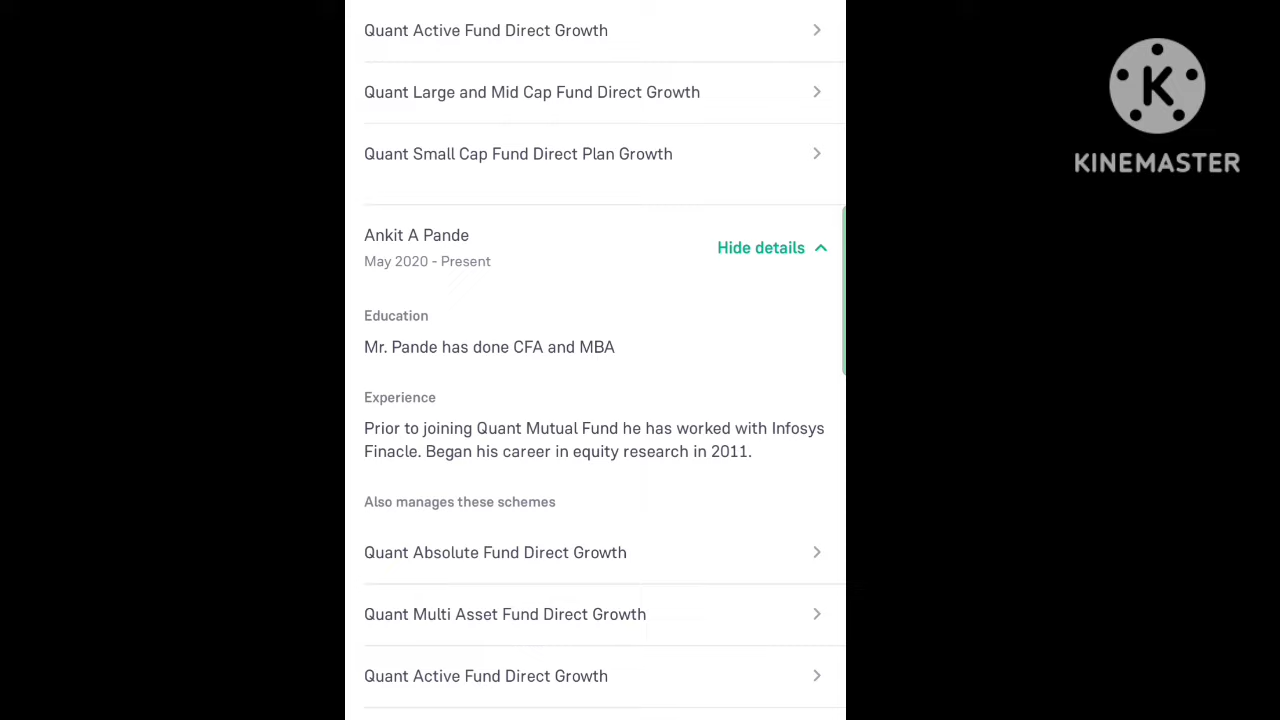 Quant Active Fund Direct Growth
Quant Large and Mid Cap Fund Direct Growth
Quant Small Cap Fund Direct Plan Growth
Ankit A Pande
Hide details
May 2020 - Present
Education
Mr. Pande has done CFA and MBA
Experience
Prior to joining Quant Mutual Fund he has worked with Infosys
Finacle. Began his career in equity research in 2011.
Also manages these schemes
Quant Absolute Fund Direct Growth
Quant Multi Asset Fund Direct Growth
Quant Active Fund Direct Growth
K
KINEMASTER